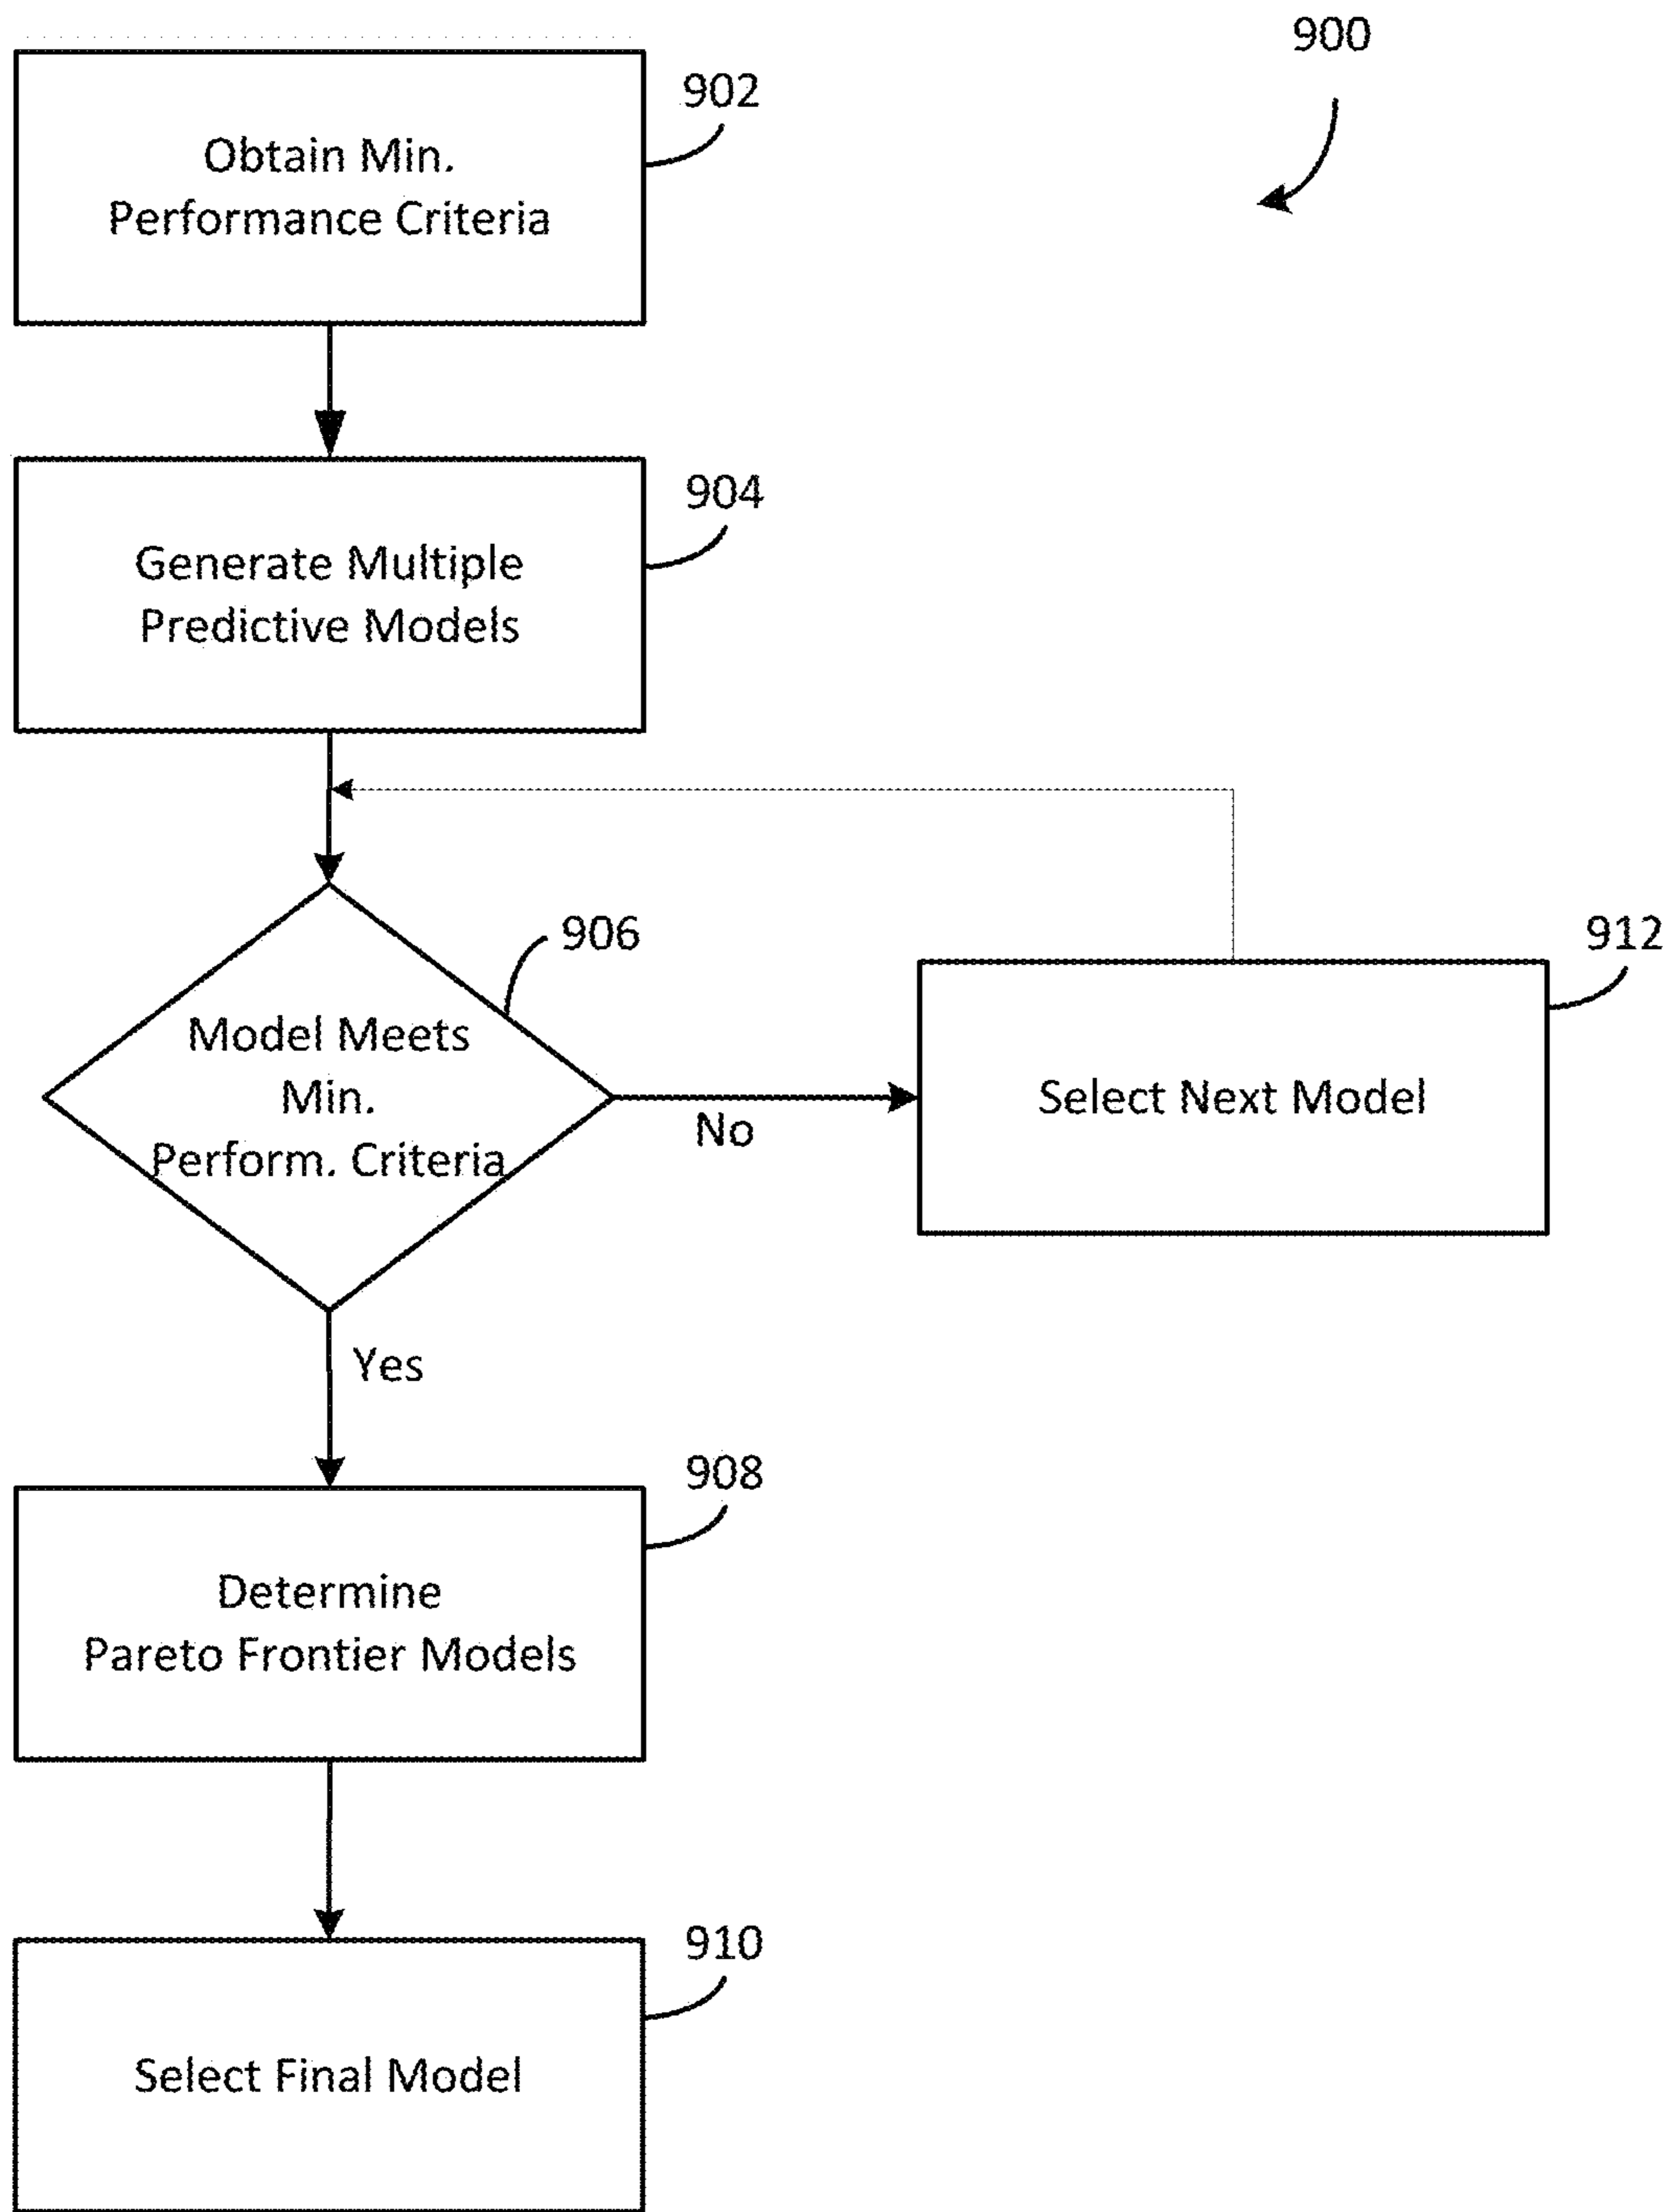 900
902
Obtain Min.
Performance Criteria
904
Generate Multiple
Predictive Models
906
Model Meets
Min.
Perform. Criteria
No
912
Select Next Model
Yes
908
Determine
Pareto Frontier Models
910
Select Final Model